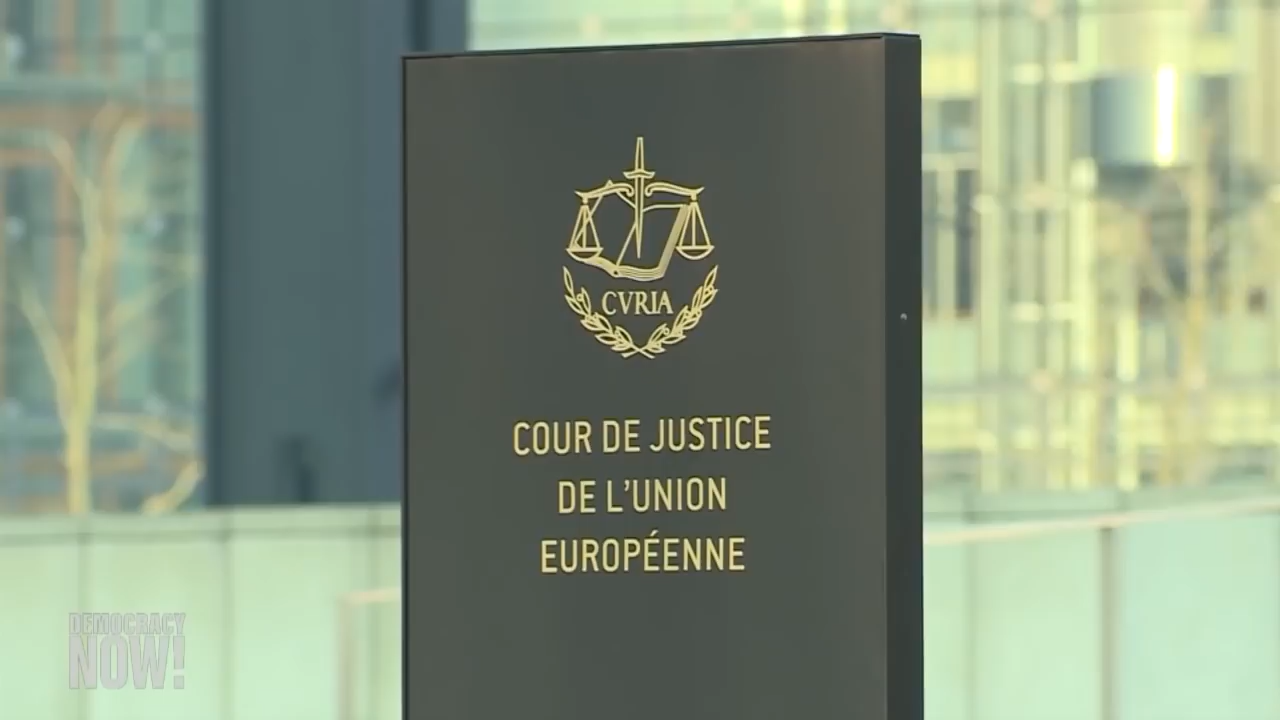 CVRIA
COUR DE JUSTICE
DE L'UNION
EUROPÉENNE
DEMOCRACY
NOW!